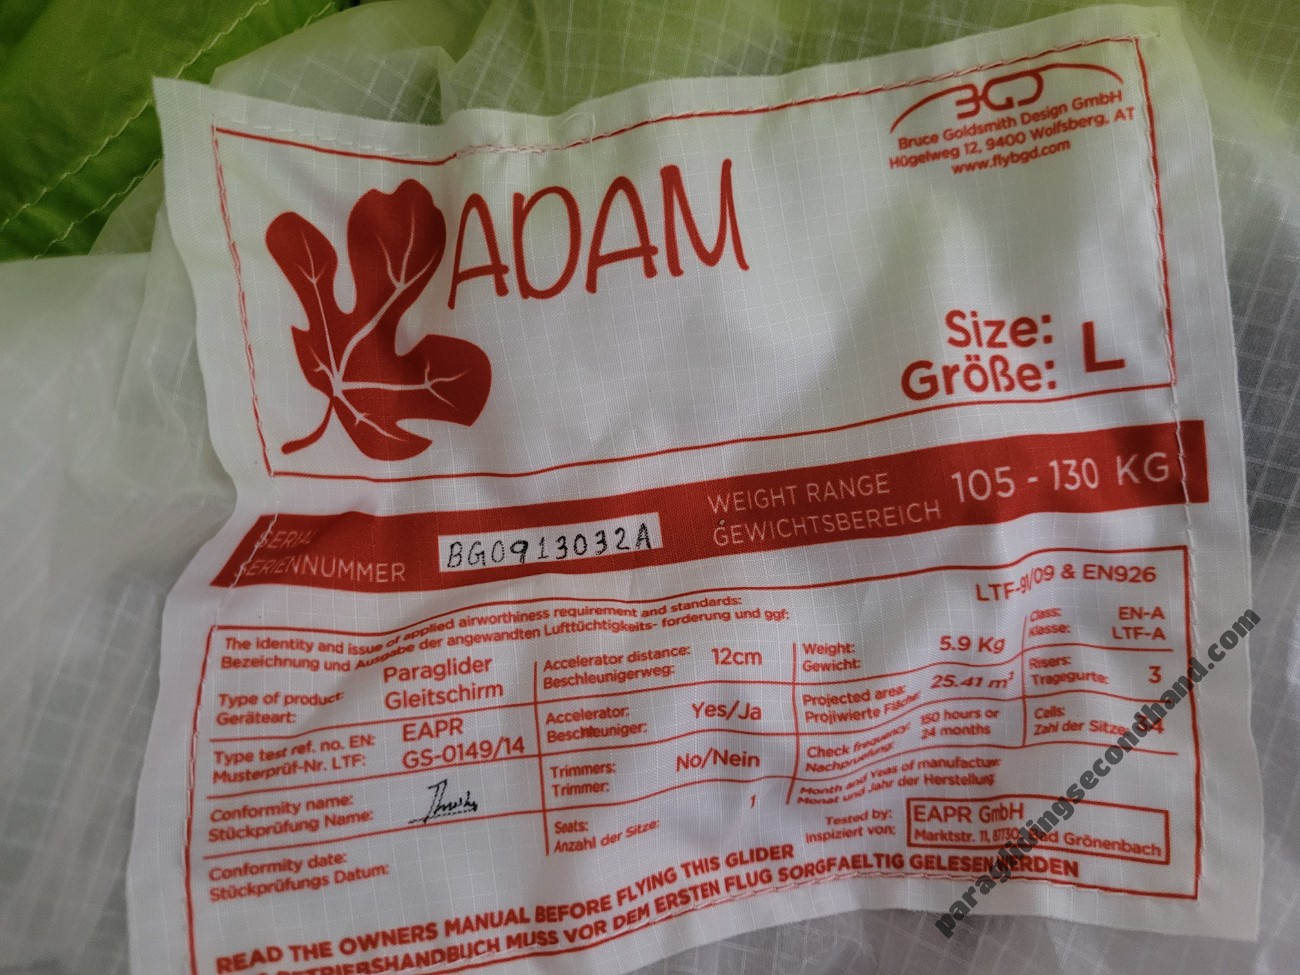 BGD
Bruce Goldsmith Design GmbH
Hügelweg 12, 9400 Wolfsberg, AT
www.flybgd.com
ADAM
Size:
Größe: L
SERIAL
SERIENNUMMER
BG0913032A
WEIGHT RANGE
GEWICHTSBEREICH
105 - 130 KG
The identity and issue of applied airworthiness requirement and standards:
Bezeichnung und Ausgabe der angewandten Lufttüchtigkeits- forderung und ggf:
LTF-91/09 & EN926
Type of product:
Geräteart:
Paraglider
Gleitschirm
Type test ref. no. EN:
Musterprüf-Nr. LTF:
EAPR
GS-0149/14
Conformity name:
Stückprüfung Name:
Conformity date:
Stückprüfungs Datum:
Accelerator distance:
Beschleunigerweg:
12cm
Accelerator:
Beschleuniger:
Yes/Ja
Trimmers:
Trimmer:
No/Nein
Seats:
Anzahl der Sitze:
1
Weight:
Gewicht:
5.9 Kg
Projected area:
Projiwierte Fläche:
25.41 m²
Check frequency:
Nachpruefung:
150 hours or
24 months
Month and Yeas of manufacture:
Monat und Jahr der Herstellung
Class:
Klasse:
EN-A
LTF-A
Risers:
Tragegurte:
3
Cells:
Zahl der Sitze:
Tested by:
Inspiziert von:
EAPR GmbH
Marktstr. 11, 87730 Bad Grönenbach
READ THE OWNERS MANUAL BEFORE FLYING THIS GLIDER
BETRIEBSHANDBUCH MUSS VOR DEM ERSTEN FLUG SORGFAELTIG GELESEN WERDEN
paraglidingsecondhand.com